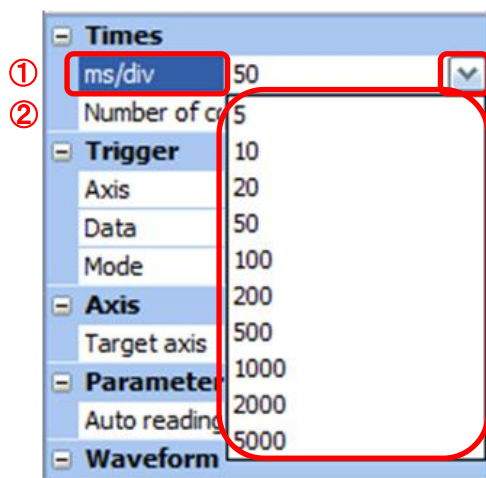 Times
① ms/div 50
② Number of co 5
Trigger 10
Axis 20
Data 50
Mode 100
Axis 200
Target axis 500
Parameter 1000
Auto reading 2000
5000
Waveform